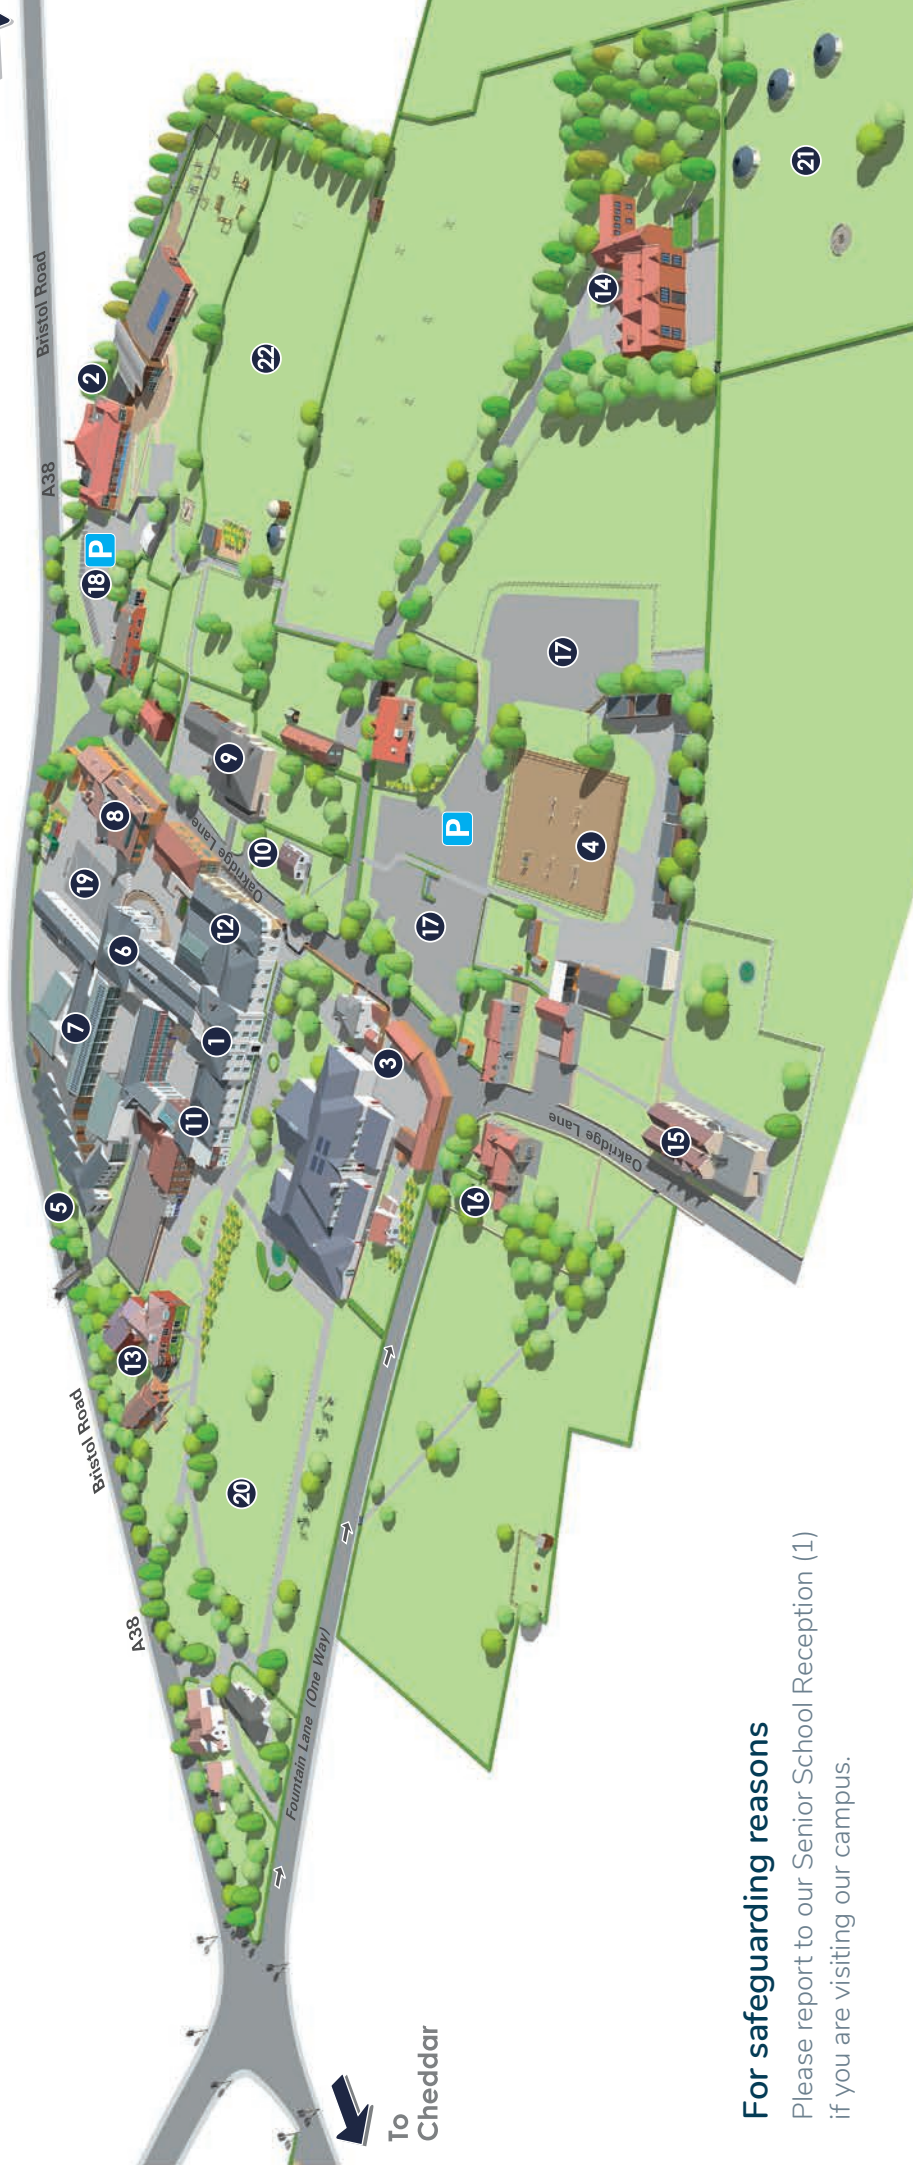 Bristol Road
A38
Bristol Road
A38
2
22
14
21
18
P
9
8
10
Oakridge Lane
19
6
12
7
1
11
5
3
17
P
17
4
Oakridge Lane
15
16
13
20
Fountain Lane (One Way)
To
Cheddar
For safeguarding reasons
Please report to our Senior School Reception (1)
if you are visiting our campus.